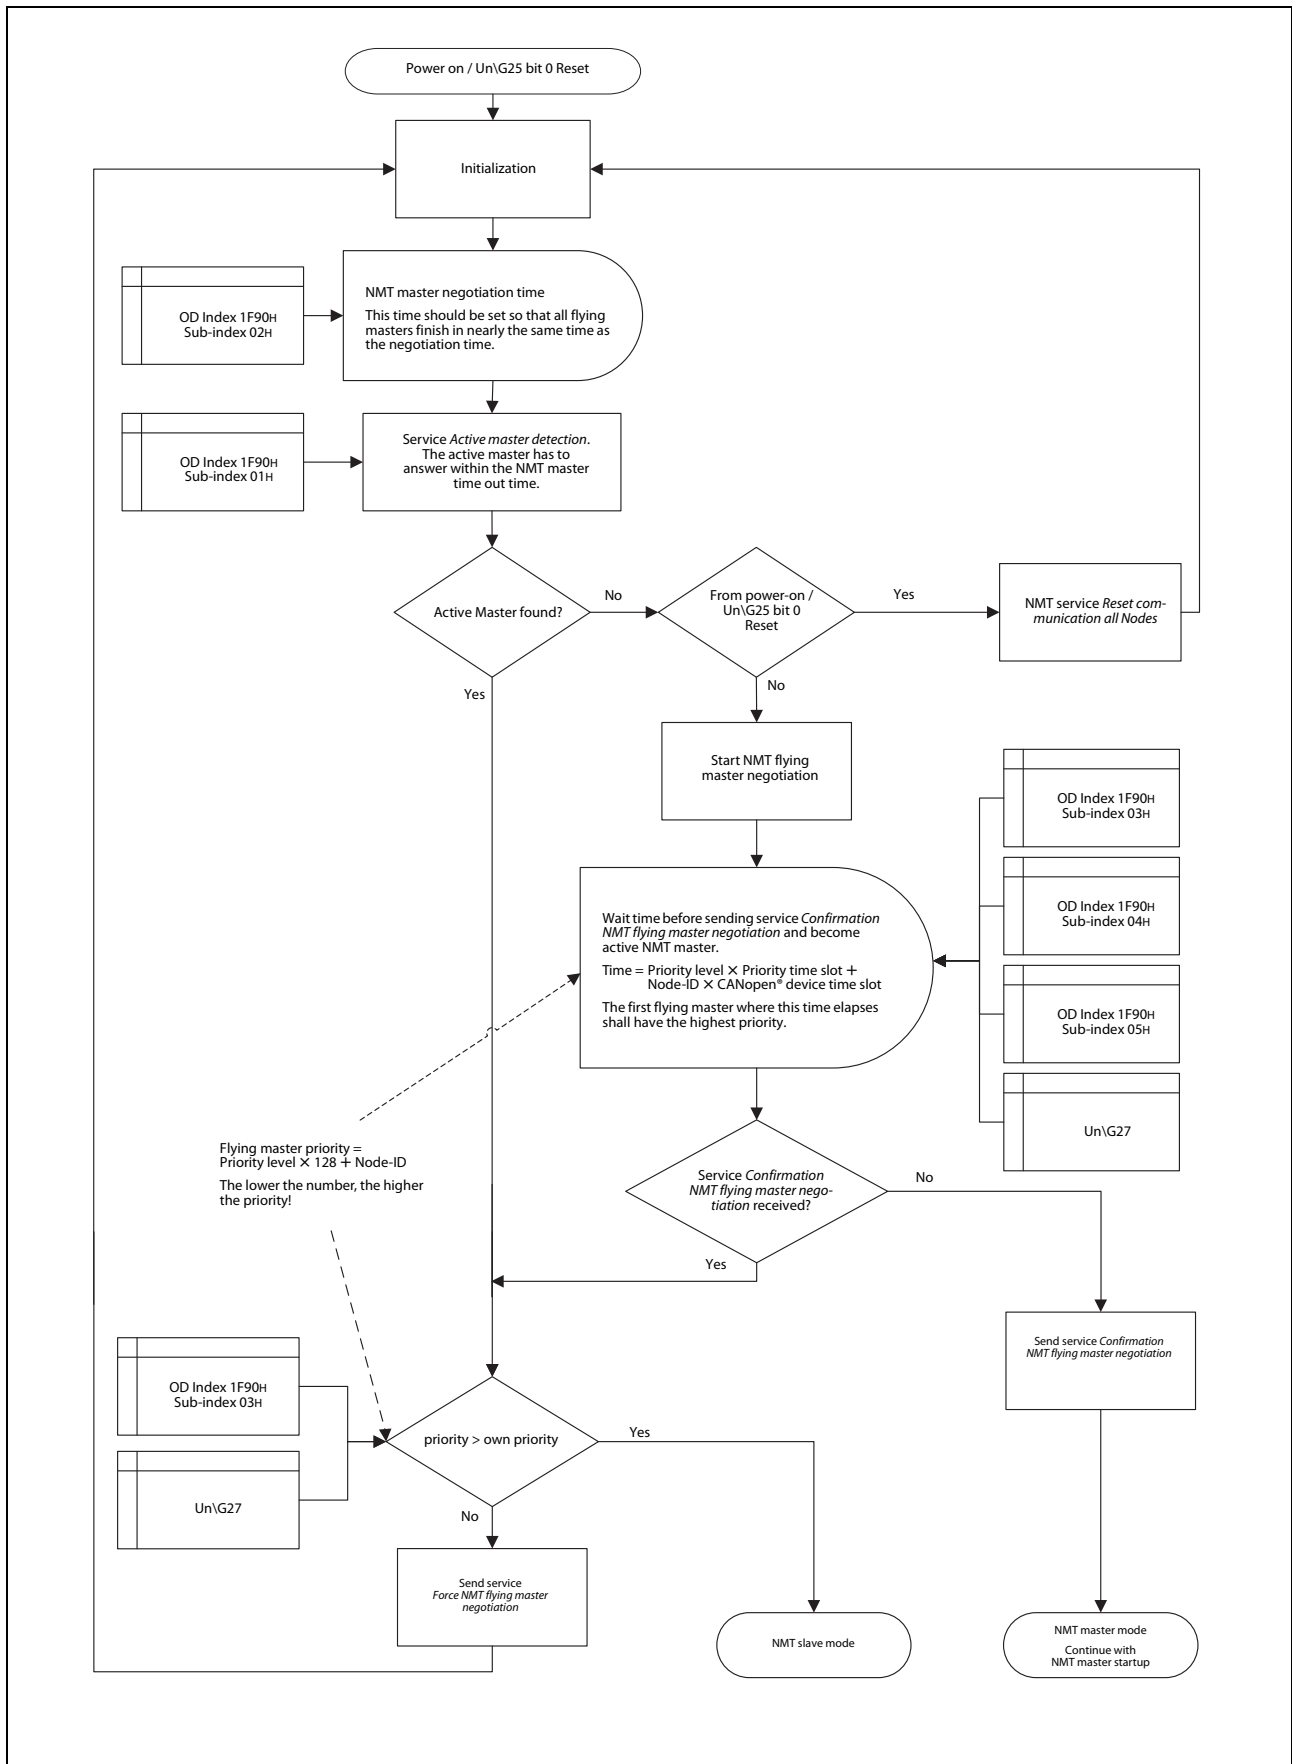 Power on / Un\G25 bit 0 Reset
Initialization
NMT master negotiation time
This time should be set so that all flying
masters finish in nearly the same time as
the negotiation time.
OD Index 1F90H
Sub-index 02H
Service Active master detection.
The active master has to
answer within the NMT master
time out time.
OD Index 1F90H
Sub-index 01H
Active Master found?
No
From power-on /
Un\G25 bit 0
Reset
Yes
NMT service Reset com-
munication all Nodes
Yes
No
Start NMT flying
master negotiation
OD Index 1F90H
Sub-index 03H
OD Index 1F90H
Sub-index 04H
OD Index 1F90H
Sub-index 05H
Un\G27
Wait time before sending service Confirmation
NMT flying master negotiation and become
active NMT master.
Time = Priority level × Priority time slot +
Node-ID × CANopen® device time slot
The first flying master where this time elapses
shall have the highest priority.
Flying master priority =
Priority level × 128 + Node-ID
The lower the number, the higher
the priority!
Service Confirmation
NMT flying master nego-
tiation received?
No
Yes
Send service Confirmation
NMT flying master negotiation
OD Index 1F90H
Sub-index 03H
Un\G27
priority > own priority
Yes
No
Send service
Force NMT flying master
negotiation
NMT slave mode
NMT master mode
Continue with
NMT master startup